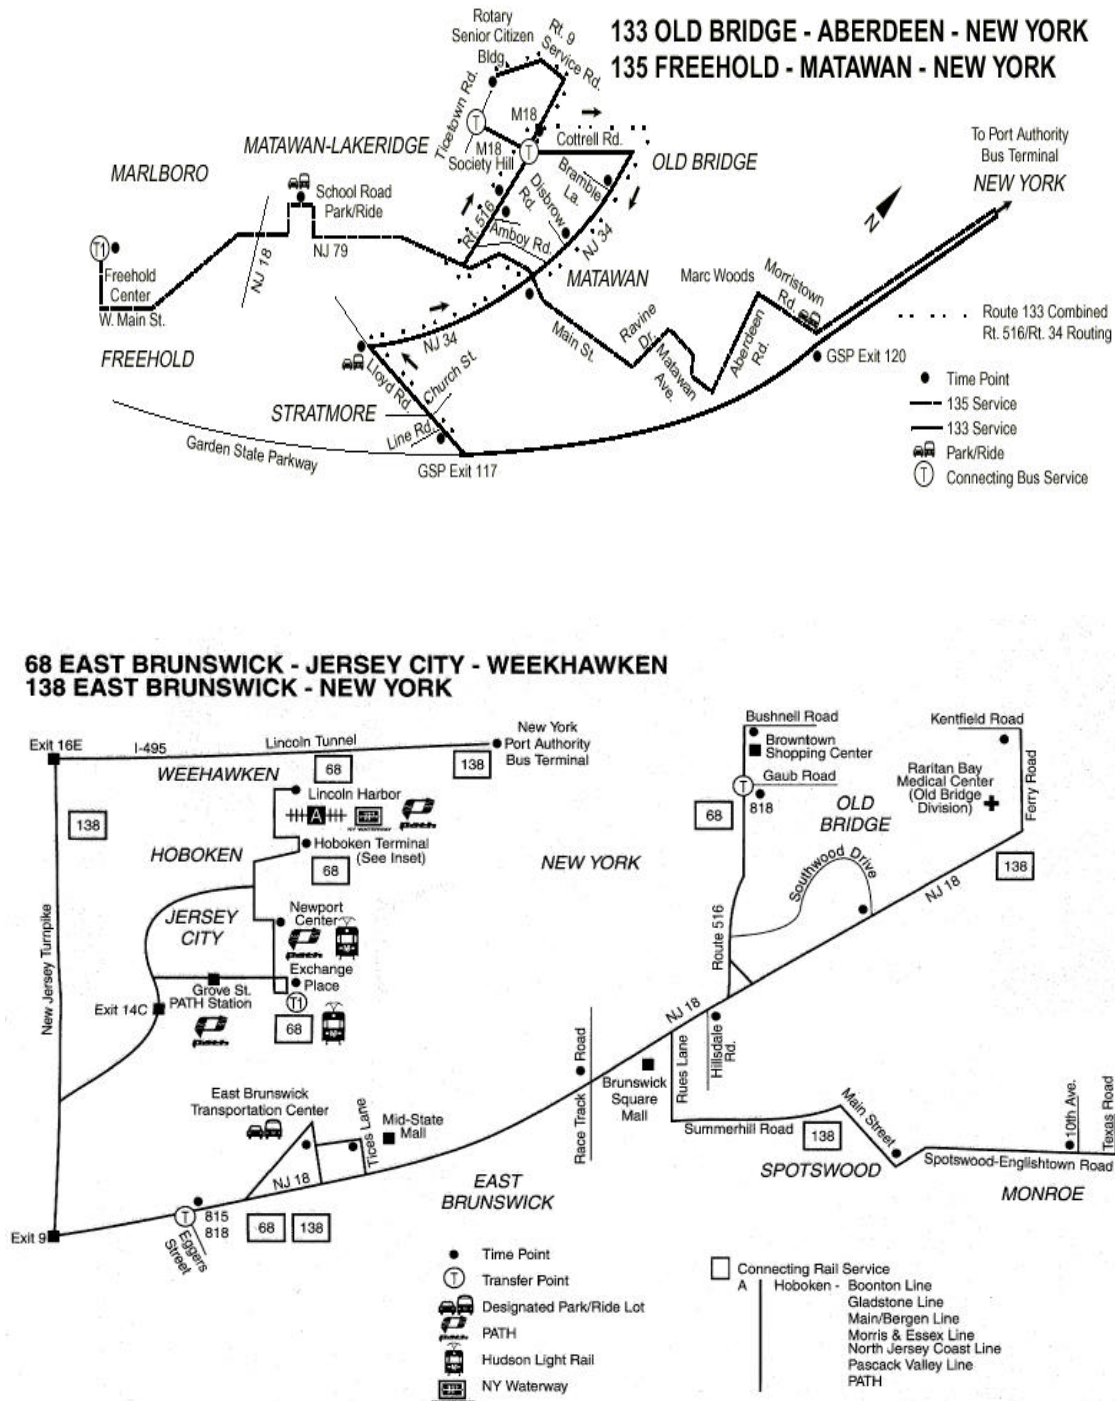 133 OLD BRIDGE - ABERDEEN - NEW YORK
135 FREEHOLD - MATAWAN - NEW YORK
Rotary
Senior Citizen
Bldg.
Rt. 9
Service Rd.
Ticetown Rd.
T
M18
M18
Society Hill
T
Cottrell Rd.
OLD BRIDGE
MATAWAN-LAKERIDGE
MARLBORO
School Road
Park/Ride
Bramble
La.
Disbrow
Rd.
Rt. 516
Amboy Rd.
NJ 34
To Port Authority
Bus Terminal
NEW YORK
N
T1
Freehold
Center
W. Main St.
NJ 18
NJ 79
MATAWAN
Marc Woods
Morristown
Rd.
FREEHOLD
NJ 34
Main St.
Ravine
Dr.
Matawan
Ave.
Aberdeen
Rd.
GSP Exit 120
Lloyd Rd.
Church St.
STRATMORE
Line Rd.
Garden State Parkway
GSP Exit 117
Route 133 Combined
Rt. 516/Rt. 34 Routing
Time Point
135 Service
133 Service
Park/Ride
T
Connecting Bus Service
68 EAST BRUNSWICK - JERSEY CITY - WEEKHAWKEN
138 EAST BRUNSWICK - NEW YORK
Exit 16E
I-495
Lincoln Tunnel
New York
Port Authority
Bus Terminal
68
138
WEEHAWKEN
Lincoln Harbor
A
NY WATERWAY
path
138
HOBOKEN
Hoboken Terminal
(See Inset)
68
NEW YORK
JERSEY
CITY
Newport
Center
path
New Jersey Turnpike
Exchange
Place
Grove St.
PATH Station
T1
Exit 14C
68
path
East Brunswick
Transportation Center
Tices Lane
Mid-State
Mall
NJ 18
Exit 9
T
815
818
68
138
Eggers
Street
EAST
BRUNSWICK
Bushnell Road
Browntown
Shopping Center
T
Gaub Road
818
68
OLD
BRIDGE
Southwood Drive
Route 516
Kentfield Road
Raritan Bay
Medical Center
(Old Bridge
Division)
Ferry Road
138
NJ 18
NJ 18
Race Track Road
Brunswick
Square
Mall
Rues Lane
Hillsdale
Rd.
Summerhill Road
138
Main Street
SPOTSWOOD
10th Ave.
Texas Road
Spotswood-Englishtown Road
MONROE
Time Point
T
Transfer Point
Designated Park/Ride Lot
path
PATH
Hudson Light Rail
NY Waterway
Connecting Rail Service
A
Hoboken - Boonton Line
Gladstone Line
Main/Bergen Line
Morris & Essex Line
North Jersey Coast Line
Pascack Valley Line
PATH